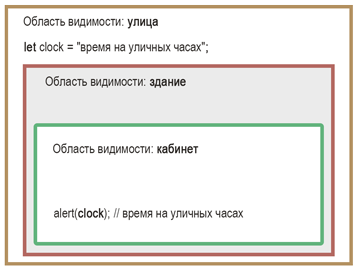 Область видимости: улица
let clock = "время на уличных часах";
Область видимости: здание
Область видимости: кабинет
alert(clock); // время на уличных часах